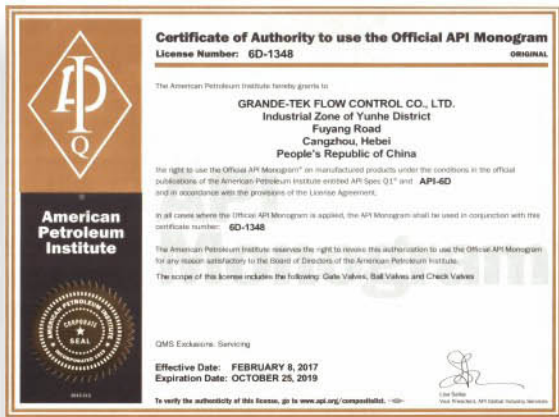 Certificate of Authority to use the Official API Monogram
License Number: 6D-1348
ORIGINAL
The American Petroleum Institute hereby grants to
GRANDE-TEK FLOW CONTROL CO., LTD.
Industrial Zone of Yunhe District
Fuyang Road
Cangzhou, Hebei
People's Republic of China
the right to use the Official API Monogram® on manufactured products under the conditions in the official
publications of the American Petroleum Institute entitled API Spec Q1® and API-6D
and in accordance with the provisions of the License Agreement.
In all cases where the Official API Monogram is applied, the API Monogram shall be used in conjunction with this
certificate number: 6D-1348
The American Petroleum Institute reserves the right to revoke this authorization to use the Official API Monogram
for any reason satisfactory to the Board of Directors of the American Petroleum Institute.
The scope of this license includes the following: Gate Valves, Ball Valves and Check Valves
QMS Exclusions: Servicing
Effective Date: FEBRUARY 8, 2017
Expiration Date: OCTOBER 25, 2019
To verify the authenticity of this license, go to www.api.org/compositelist.
Vice President, API Global Industry Services
API
Q
American
Petroleum
Institute
AMERICAN PETROLEUM INSTITUTE
CORPORATE
SEAL